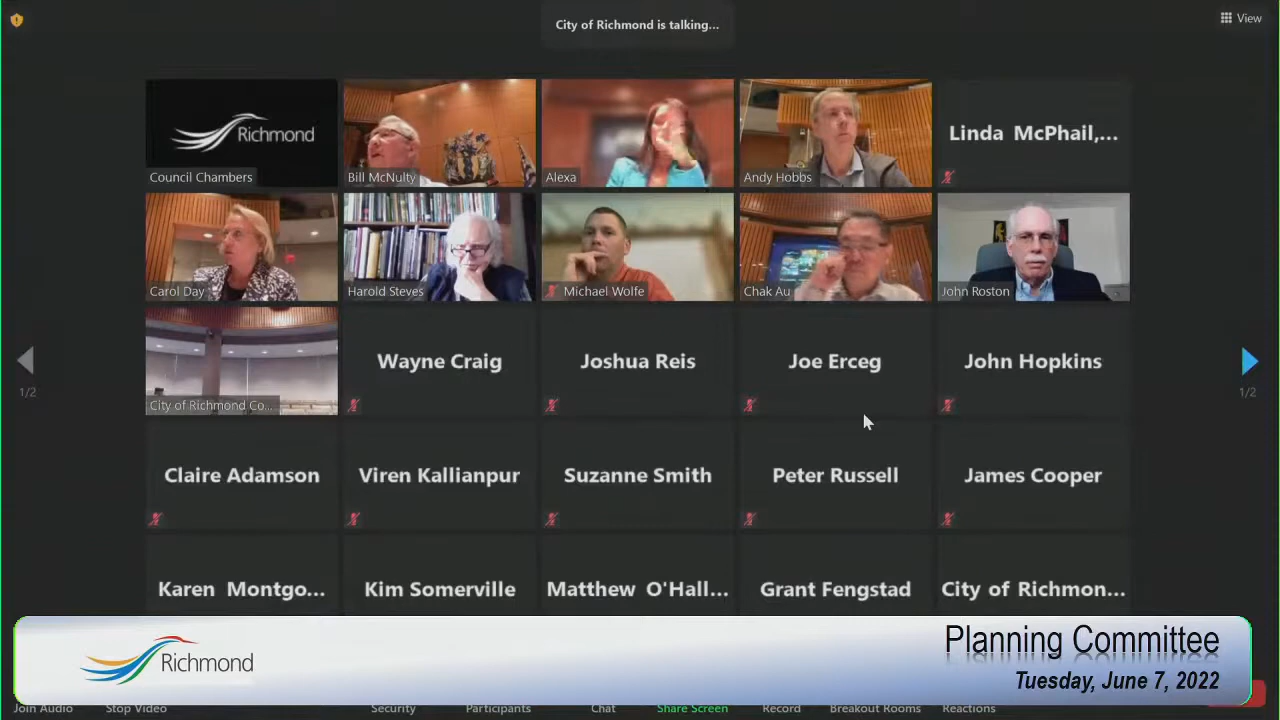 City of Richmond is talking...
View
Richmond
Council Chambers
Bill McNulty
Alexa
Andy Hobbs
Linda McPhail,...
Carol Day
Harold Steves
Michael Wolfe
Chak Au
John Roston
City of Richmond Co...
Wayne Craig
Joshua Reis
Joe Erceg
John Hopkins
1/2
1/2
Claire Adamson
Viren Kallianpur
Suzanne Smith
Peter Russell
James Cooper
Karen Montgo...
Kim Somerville
Matthew O'Hall...
Grant Fengstad
City of Richmon...
Richmond
Planning Committee
Tuesday, June 7, 2022
Join Audio
Stop Video
Security
Participants
Chat
Share Screen
Record
Breakout Rooms
Reactions